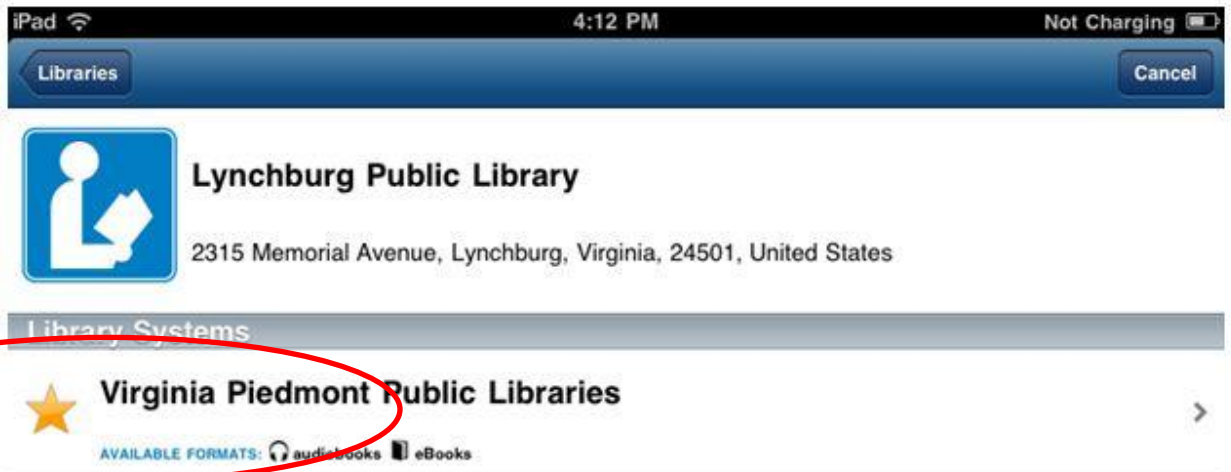 iPad 4:12 PM Not Charging
Libraries Cancel
Lynchburg Public Library
2315 Memorial Avenue, Lynchburg, Virginia, 24501, United States
Library Systems
Virginia Piedmont Public Libraries
AVAILABLE FORMATS: audiobooks eBooks